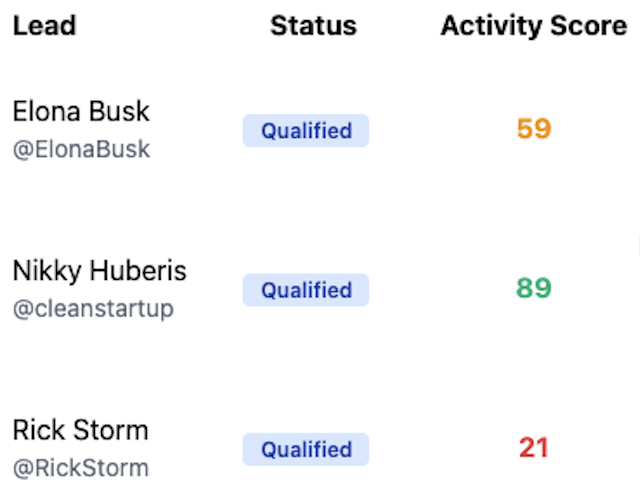 Lead Status Activity Score
Elona Busk
@ElonaBusk
Qualified
59
Nikky Huberis
@cleanstartup
Qualified
89
Rick Storm
@RickStorm
Qualified
21